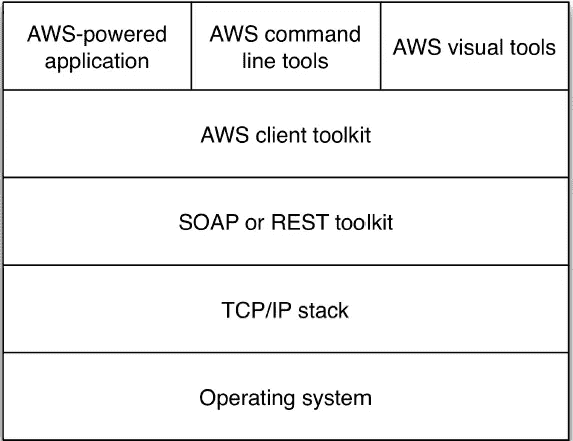 AWS-powered
application
AWS command
line tools
AWS visual tools
AWS client toolkit
SOAP or REST toolkit
TCP/IP stack
Operating system